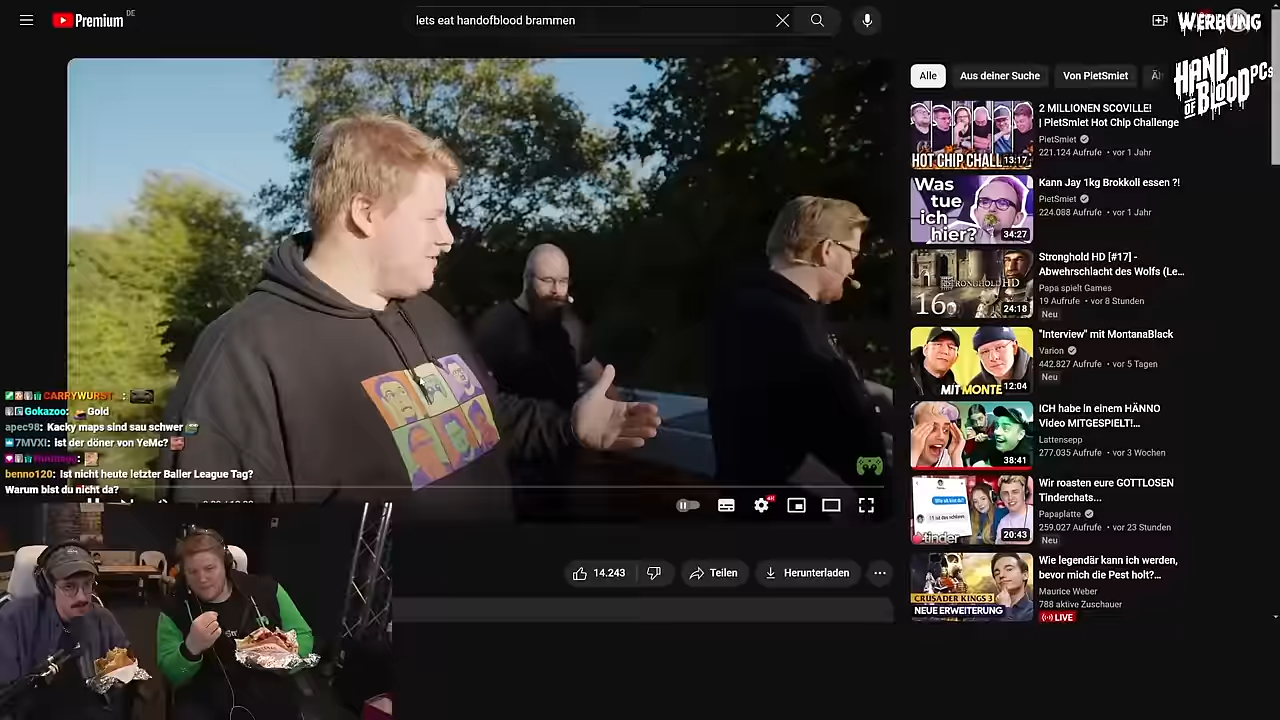 Premium DE
lets eat handofblood brammen
WERBUNG
HAND
OF BLOOD PCs
Alle
Aus deiner Suche
Von PietSmiet
2 MILLIONEN SCOVILLE!
| PietSmiet Hot Chip Challenge
PietSmiet
221.124 Aufrufe • vor 1 Jahr
HOT CHIP CHALL
13:17
Kann Jay 1kg Brokkoli essen ?!
PietSmiet
224.088 Aufrufe • vor 1 Jahr
Was
tue
ich
hier?
34:27
Stronghold HD [#17] -
Abwehrschlacht des Wolfs (Le...
Papa spielt Games
19 Aufrufe • vor 8 Stunden
Neu
STRONGHOLD HD
16
24:18
"Interview" mit MontanaBlack
Varion
442.827 Aufrufe • vor 5 Tagen
Neu
MIT MONTE
12:04
ICH habe in einem HÄNNO
Video MITGESPIELT!...
Lattensepp
277.035 Aufrufe • vor 3 Wochen
38:41
Wir roasten eure GOTTLOSEN
Tinderchats...
Papaplatte
259.027 Aufrufe • vor 23 Stunden
Neu
tinder
20:43
Wie legendär kann ich werden,
bevor mich die Pest holt?...
Maurice Weber
788 aktive Zuschauer
LIVE
CRUSADER KINGS 3
NEUE ERWEITERUNG
CARRYWURST :
Gokazoo: Gold
apec98: Kacky maps sind sau schwer
7MVXI: ist der döner von YeMc?
benno120: Ist nicht heute letzter Baller League Tag?
Warum bist du nicht da?
14.243
Teilen
Herunterladen